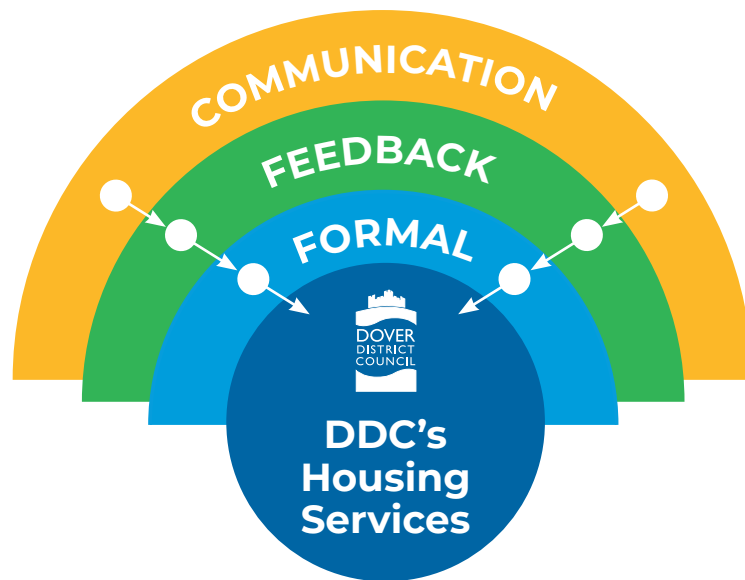 COMMUNICATION
FEEDBACK
FORMAL
DOVER
DISTRICT
COUNCIL
DDC’s
Housing
Services